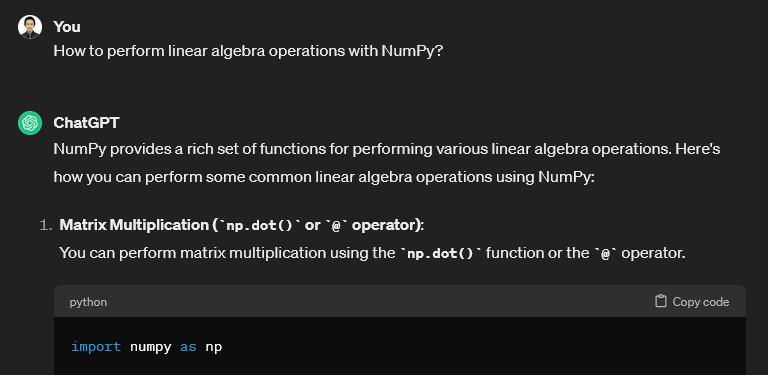 You
How to perform linear algebra operations with NumPy?
ChatGPT
NumPy provides a rich set of functions for performing various linear algebra operations. Here's
how you can perform some common linear algebra operations using NumPy:
1. Matrix Multiplication (`np.dot()` or `@` operator):
You can perform matrix multiplication using the `np.dot()` function or the `@` operator.
python Copy code
import numpy as np